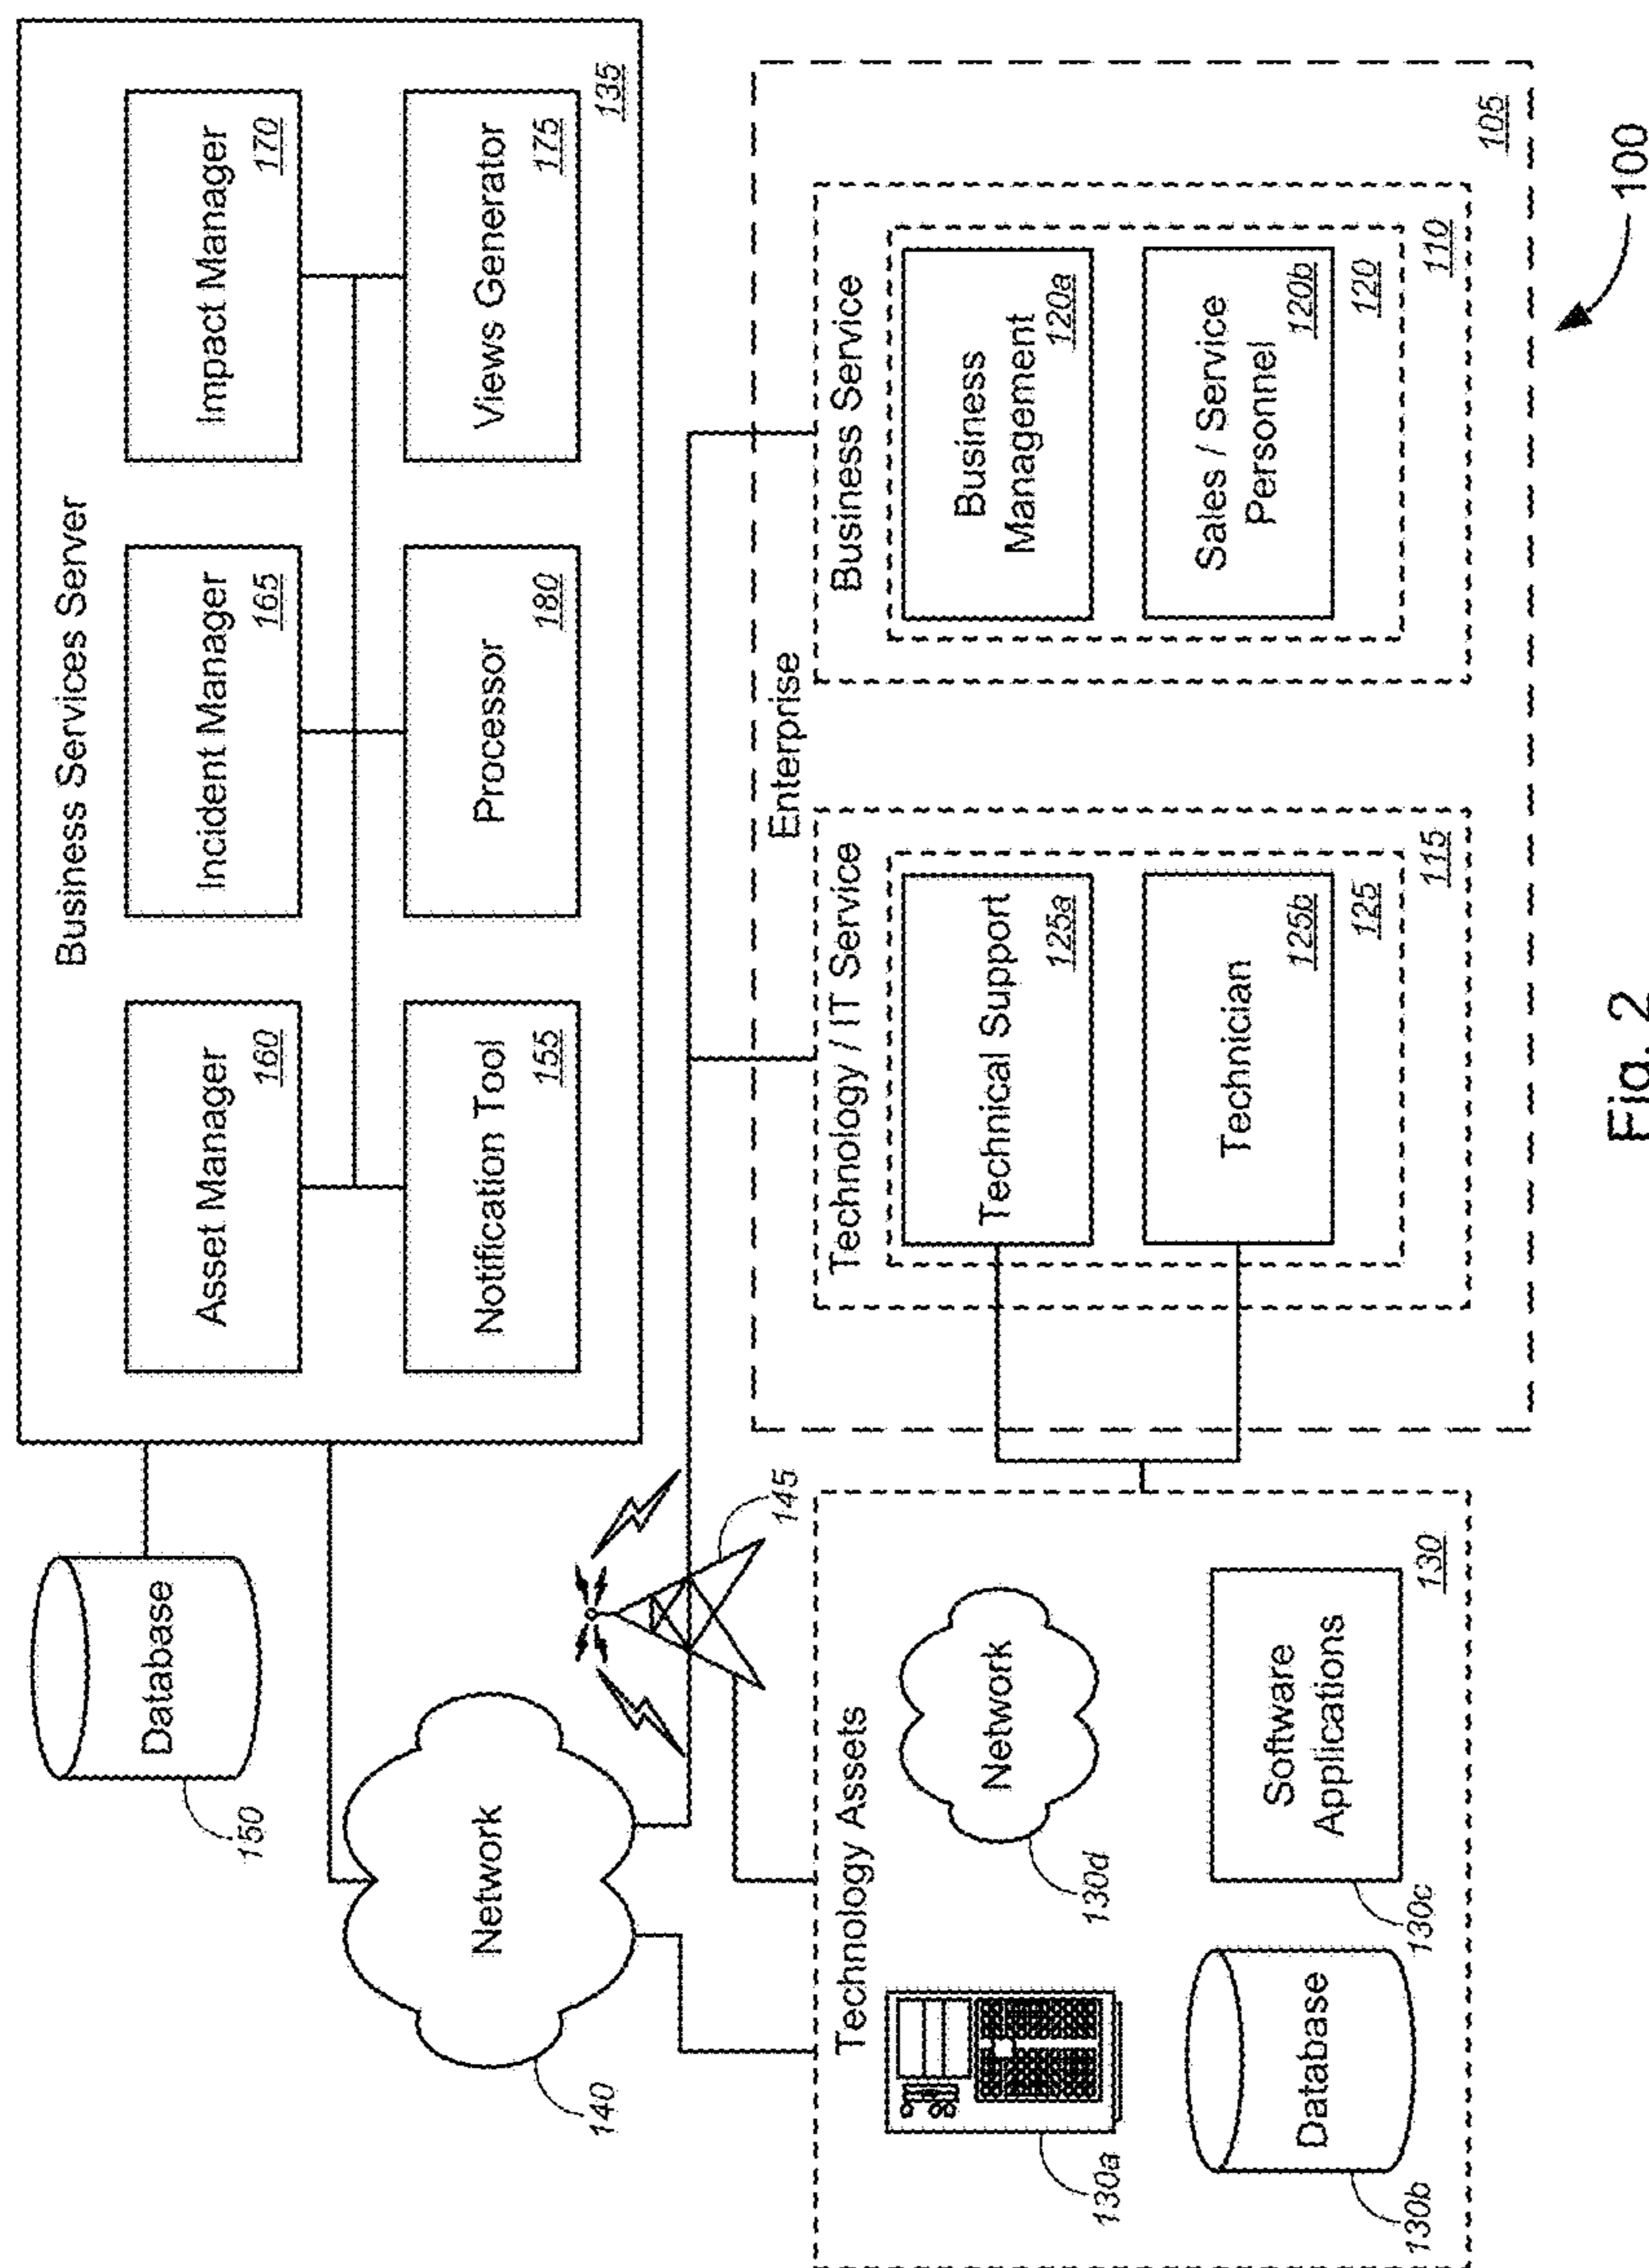 Business Services Server
Asset Manager
160
Incident Manager
165
Impact Manager
170
Notification Tool
155
Processor
180
Views Generator
175
135
Database
150
Network
140
145
Enterprise
Technology Assets
130a
Network
130d
Database
130b
Software
Applications
130c
130
Technology / IT Service
Technical Support
125a
Technician
125b
125
115
Business Service
Business
Management
120a
Sales / Service
Personnel
120b
120
110
105
100
Fig. 2